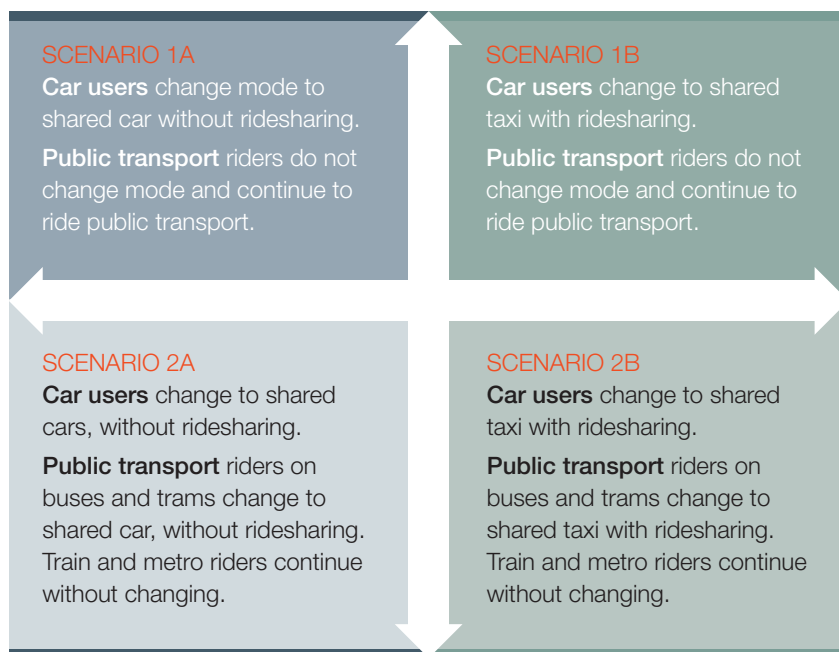 SCENARIO 1A
Car users change mode to
shared car without ridesharing.
Public transport riders do not
change mode and continue to
ride public transport.
SCENARIO 1B
Car users change to shared
taxi with ridesharing.
Public transport riders do not
change mode and continue to
ride public transport.
SCENARIO 2A
Car users change to shared
cars, without ridesharing.
Public transport riders on
buses and trams change to
shared car, without ridesharing.
Train and metro riders continue
without changing.
SCENARIO 2B
Car users change to shared
taxi with ridesharing.
Public transport riders on
buses and trams change to
shared taxi with ridesharing.
Train and metro riders continue
without changing.